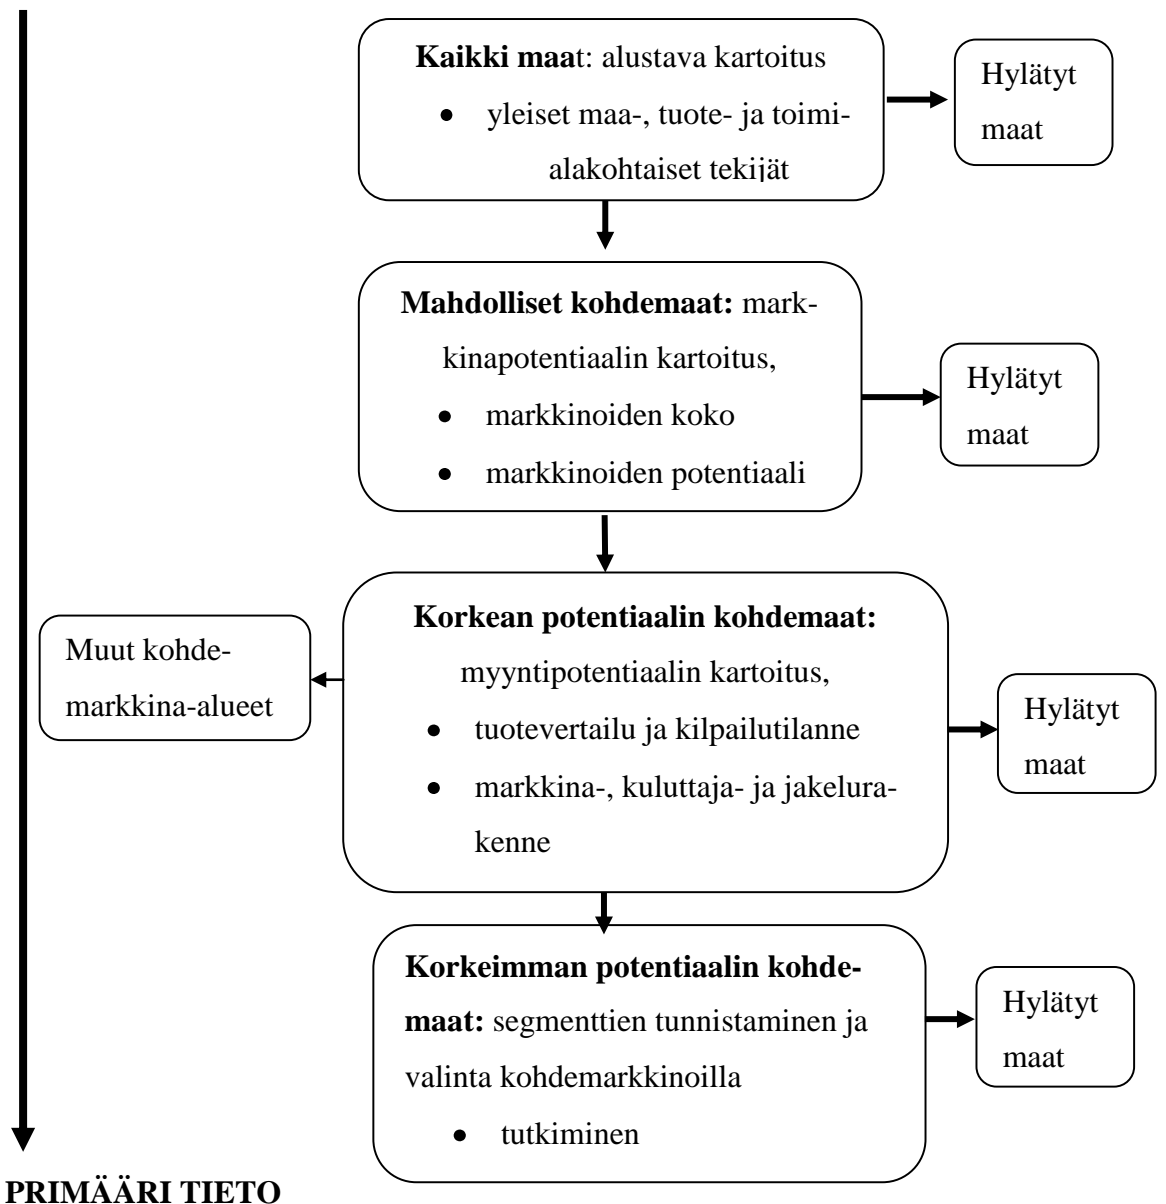 Kaikki maat: alustava kartoitus
• yleiset maa-, tuote- ja toimi-
alakohtaiset tekijät
Hylätyt
maat
Mahdolliset kohdemaat: mark-
kinapotentiaalin kartoitus,
• markkinoiden koko
• markkinoiden potentiaali
Hylätyt
maat
Korkean potentiaalin kohdemaat:
myyntipotentiaalin kartoitus,
• tuotevertailu ja kilpailutilanne
• markkina-, kuluttaja- ja jakelura-
kenne
Muut kohde-
markkina-alueet
Hylätyt
maat
Korkeimman potentiaalin kohde-
maat: segmenttien tunnistaminen ja
valinta kohdemarkkinoilla
• tutkiminen
Hylätyt
maat
PRIMÄÄRI TIETO